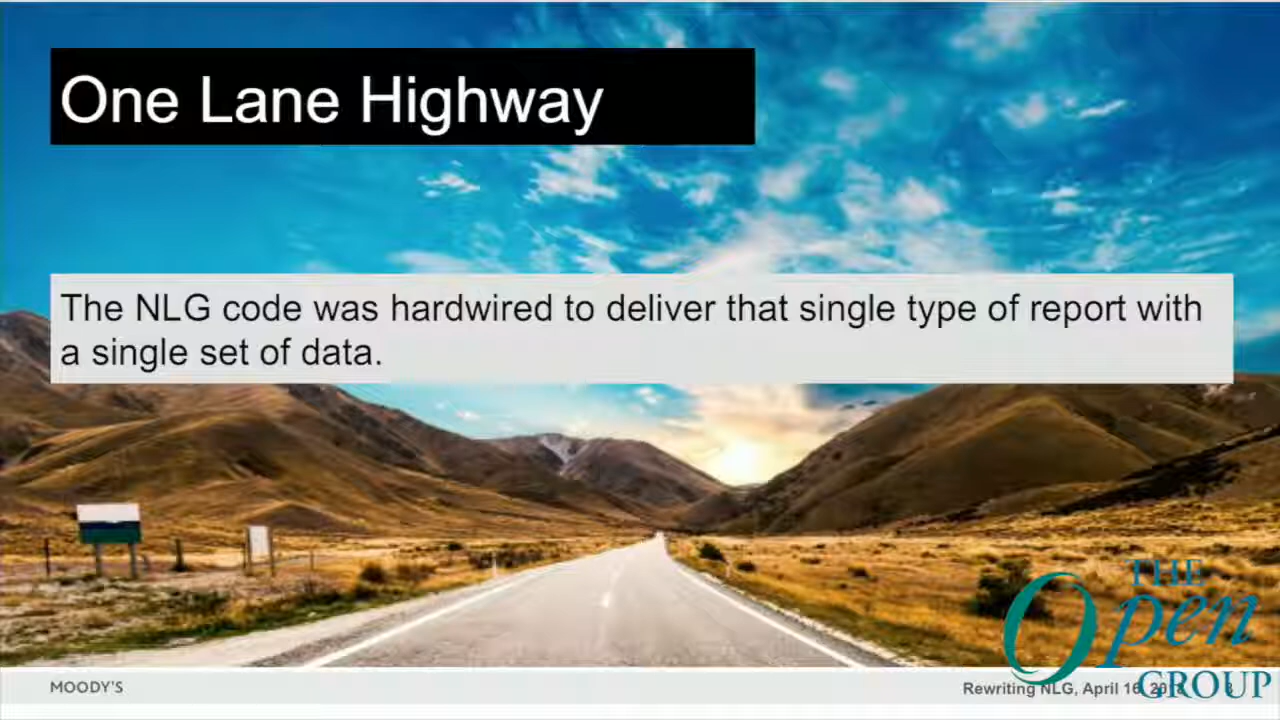 One Lane Highway
The NLG code was hardwired to deliver that single type of report with
a single set of data.
MOODY'S
Rewriting NLG, April 16,
THE
Open
GROUP